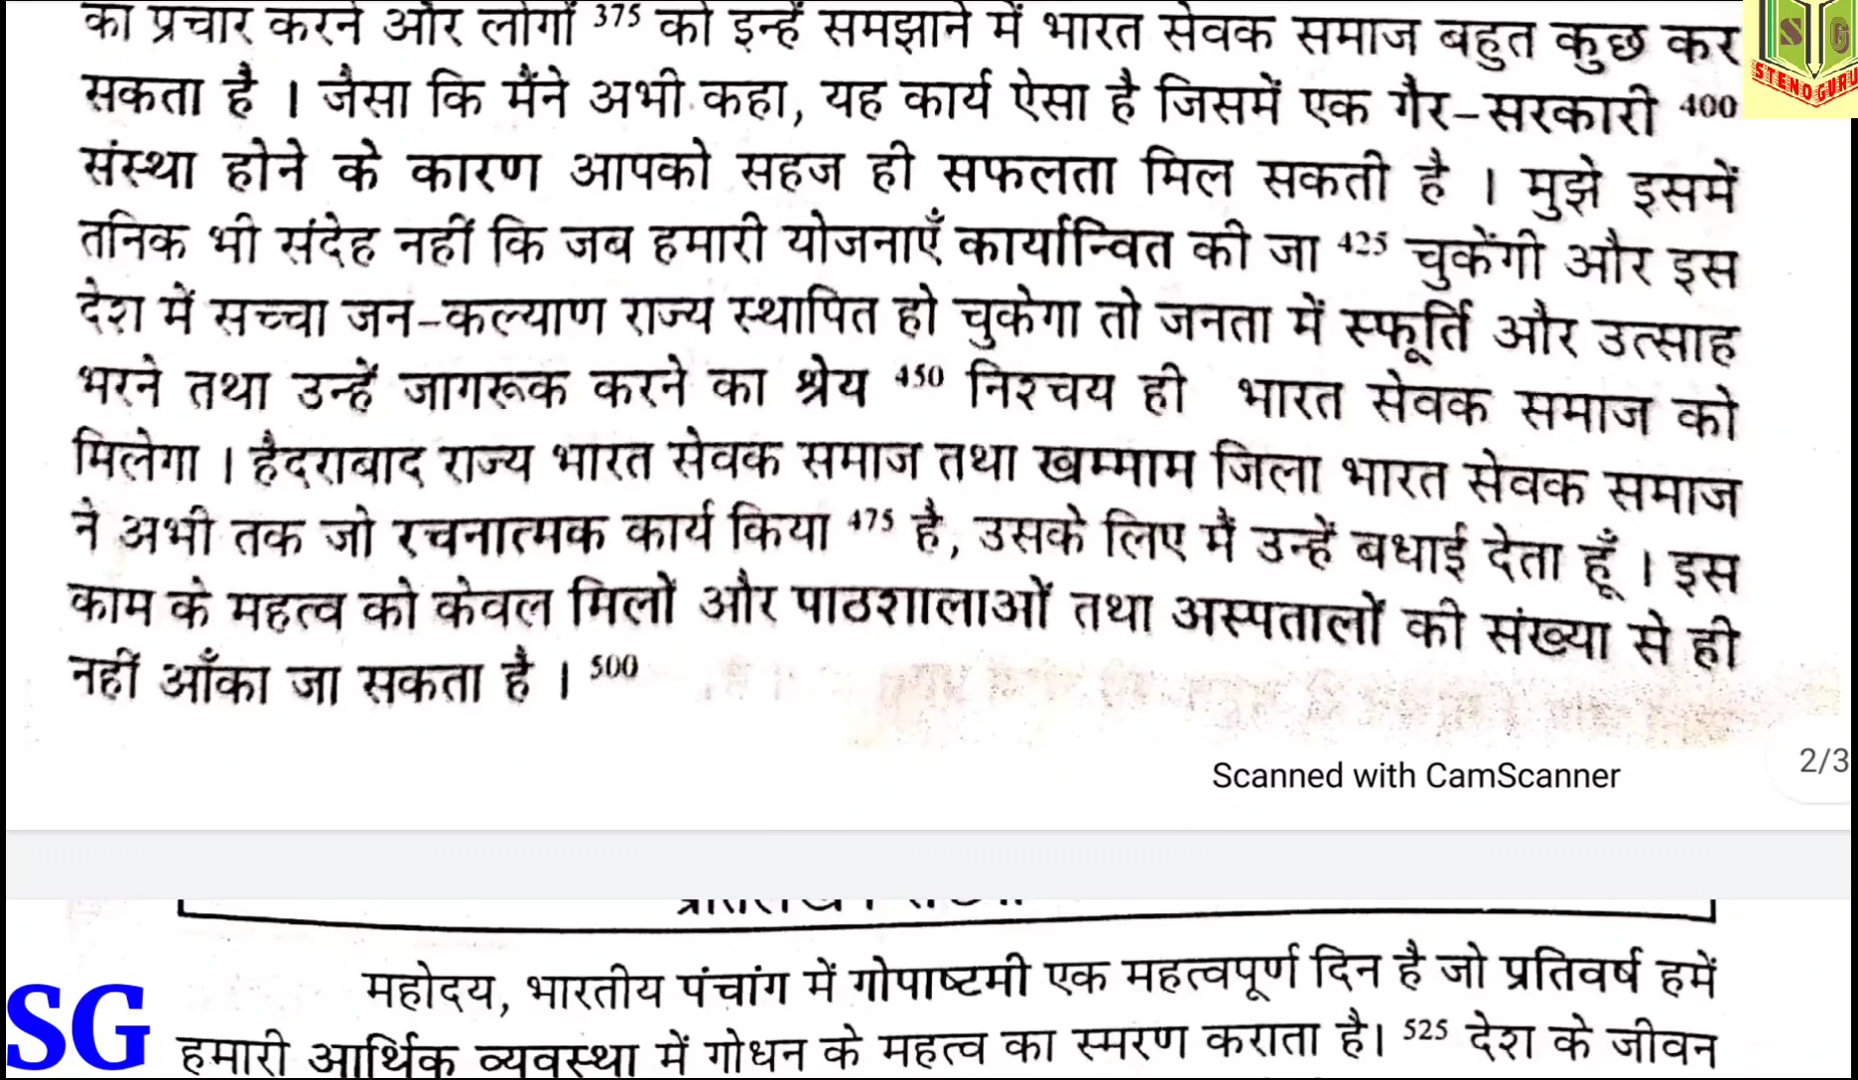 का प्रचार करने और लोगों 375 को इन्हें समझाने में भारत सेवक समाज बहुत कुछ कर
सकता है । जैसा कि मैंने अभी कहा, यह कार्य ऐसा है जिसमें एक गैर-सरकारी 400
संस्था होने के कारण आपको सहज ही सफलता मिल सकती है । मुझे इसमें
तनिक भी संदेह नहीं कि जब हमारी योजनाएँ कार्यान्वित की जा 425 चुकेंगी और इस
देश में सच्चा जन-कल्याण राज्य स्थापित हो चुकेगा तो जनता में स्फूर्ति और उत्साह
भरने तथा उन्हें जागरूक करने का श्रेय 450 निश्चय ही भारत सेवक समाज को
मिलेगा । हैदराबाद राज्य भारत सेवक समाज तथा खम्माम जिला भारत सेवक समाज
ने अभी तक जो रचनात्मक कार्य किया 475 है, उसके लिए मैं उन्हें बधाई देता हूँ । इस
काम के महत्व को केवल मिलों और पाठशालाओं तथा अस्पतालों की संख्या से ही
नहीं आँका जा सकता है । 500
SG
STENOGURU
Scanned with CamScanner
2/3
महोदय, भारतीय पंचांग में गोपाष्टमी एक महत्वपूर्ण दिन है जो प्रतिवर्ष हमें
हमारी आर्थिक व्यवस्था में गोधन के महत्व का स्मरण कराता है। 525 देश के जीवन
SG